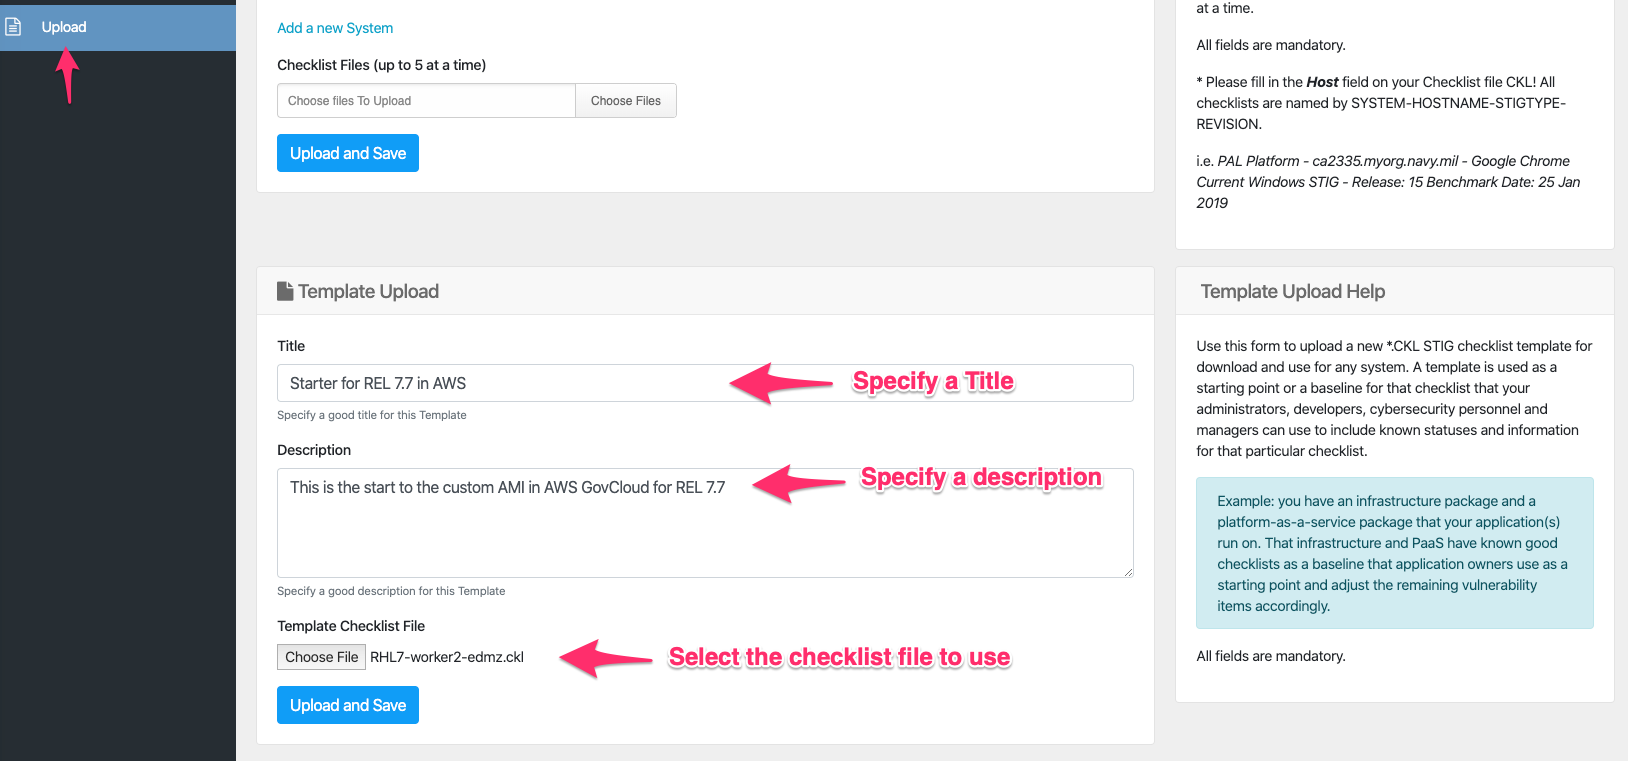 Upload
Add a new System
Checklist Files (up to 5 at a time)
Choose files To Upload
Choose Files
Upload and Save
at a time.
All fields are mandatory.
* Please fill in the Host field on your Checklist file CKL! All
checklists are named by SYSTEM-HOSTNAME-STIGTYPE-
REVISION.
i.e. PAL Platform - ca2335.myorg.navy.mil - Google Chrome
Current Windows STIG - Release: 15 Benchmark Date: 25 Jan
2019
Template Upload
Title
Starter for REL 7.7 in AWS
Specify a Title
Specify a good title for this Template
Description
This is the start to the custom AMI in AWS GovCloud for REL 7.7
Specify a description
Specify a good description for this Template
Template Checklist File
Choose File RHL7-worker2-edmz.ckl
Select the checklist file to use
Upload and Save
Template Upload Help
Use this form to upload a new *.CKL STIG checklist template for
download and use for any system. A template is used as a
starting point or a baseline for that checklist that your
administrators, developers, cybersecurity personnel and
managers can use to include known statuses and information
for that particular checklist.
Example: you have an infrastructure package and a
platform-as-a-service package that your application(s)
run on. That infrastructure and PaaS have known good
checklists as a baseline that application owners use as a
starting point and adjust the remaining vulnerability
items accordingly.
All fields are mandatory.